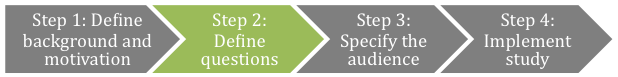 Step 1: Define
background and
motivation
Step 2:
Define
questions
Step 3:
Specify the
audience
Step 4:
Implement
study